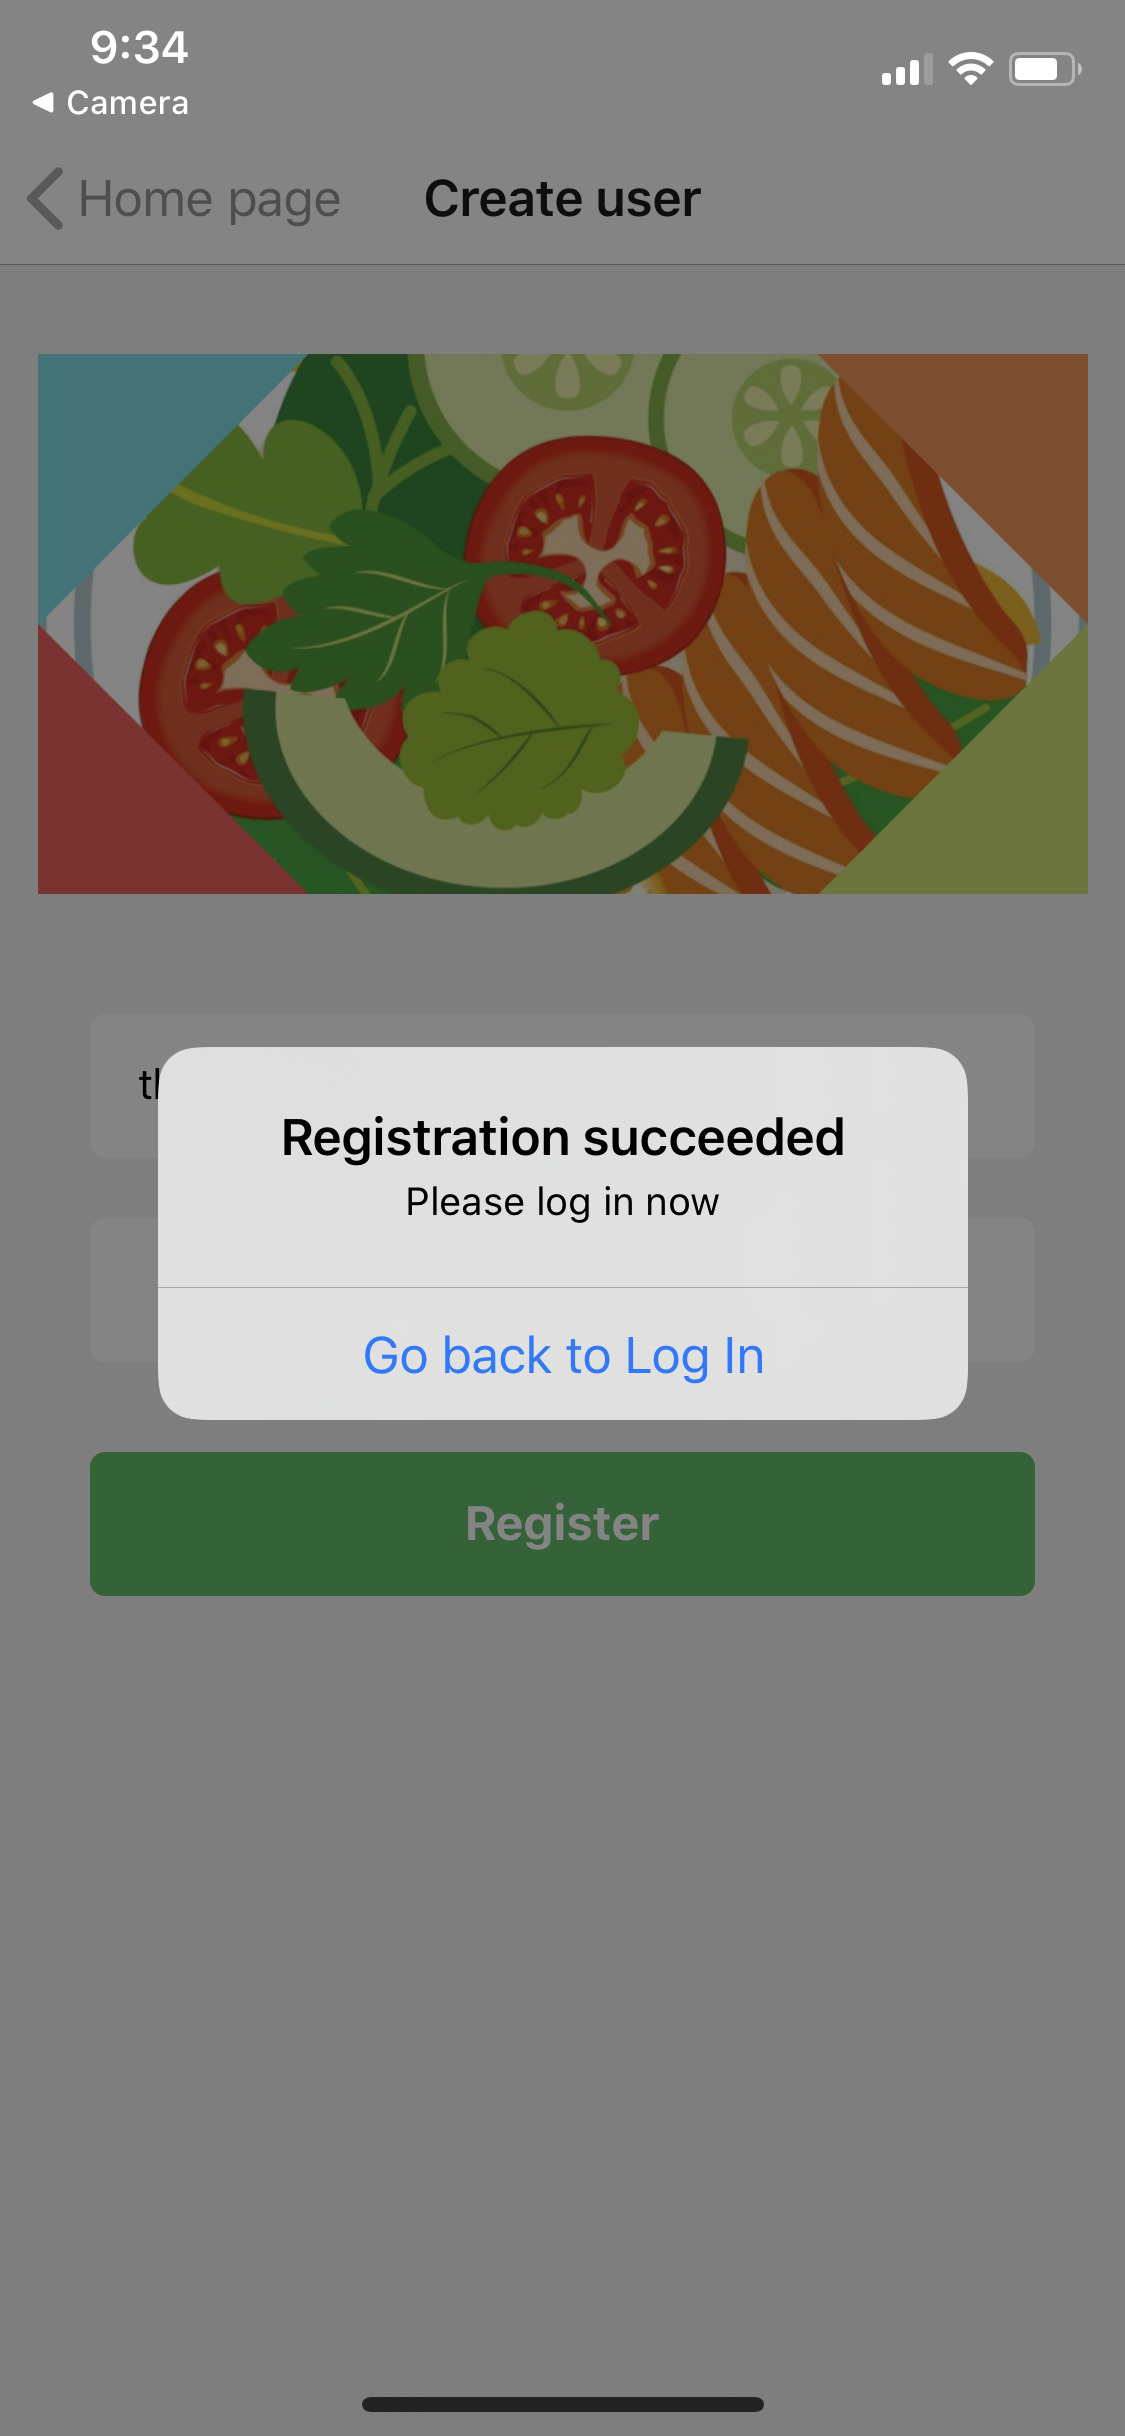 9:34
Camera
Home page
Create user
Registration succeeded
Please log in now
Go back to Log In
Register